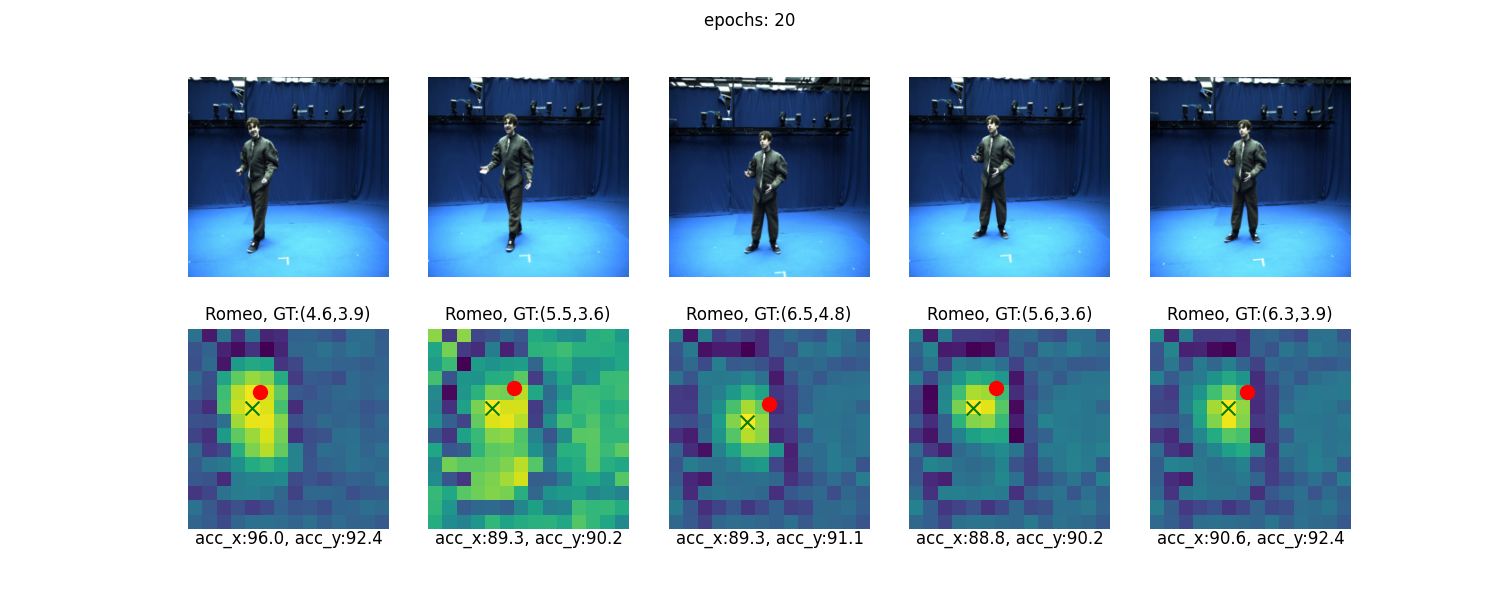 epochs: 20
Romeo, GT:(4.6,3.9)
Romeo, GT:(5.5,3.6)
Romeo, GT:(6.5,4.8)
Romeo, GT:(5.6,3.6)
Romeo, GT:(6.3,3.9)
acc_x:96.0, acc_y:92.4
acc_x:89.3, acc_y:90.2
acc_x:89.3, acc_y:91.1
acc_x:88.8, acc_y:90.2
acc_x:90.6, acc_y:92.4